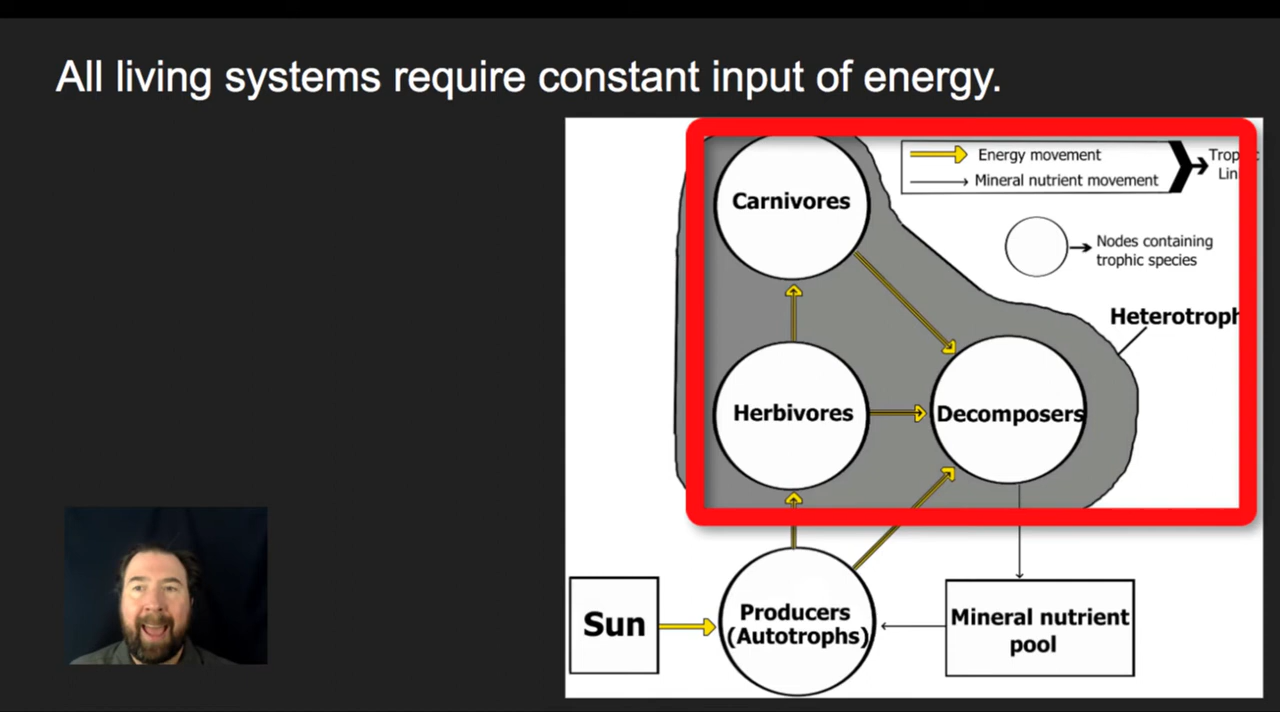 All living systems require constant input of energy.
Carnivores
Energy movement
Mineral nutrient movement
Nodes containing
trophic species
Heterotroph
Herbivores
Decomposers
Sun
Producers
(Autotrophs)
Mineral nutrient
pool